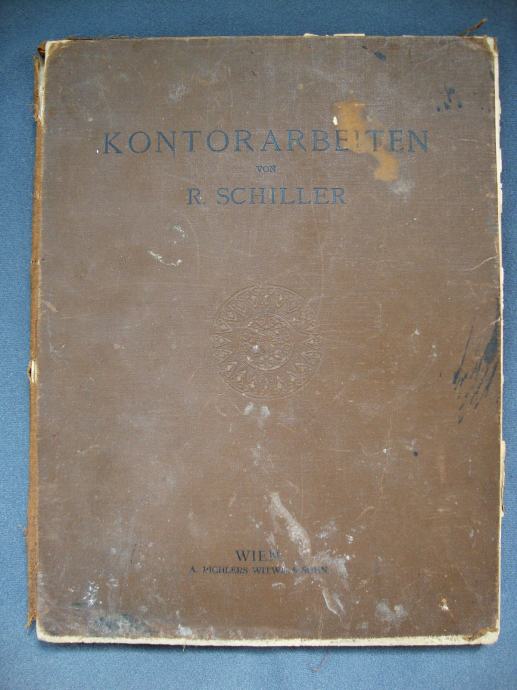 KONTORARBEITEN
VON
R. SCHILLER
WIEN
A. PICHLERS WITWE & SOHN